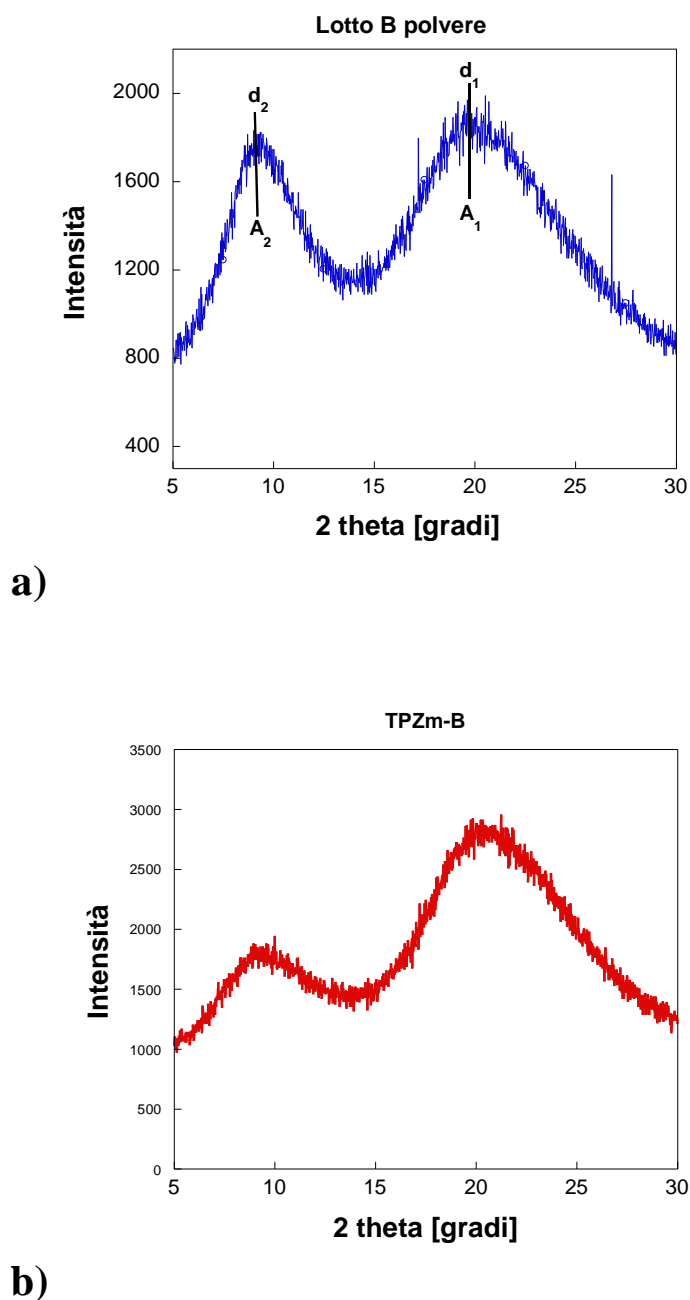 Lotto B polvere
d2
d1
A2
A1
2000
1600
1200
800
400
Intensità
5 10 15 20 25 30
2 theta [gradi]
a)
TPZm-B
3500
3000
2500
2000
1500
1000
500
0
Intensità
5 10 15 20 25 30
2 theta [gradi]
b)